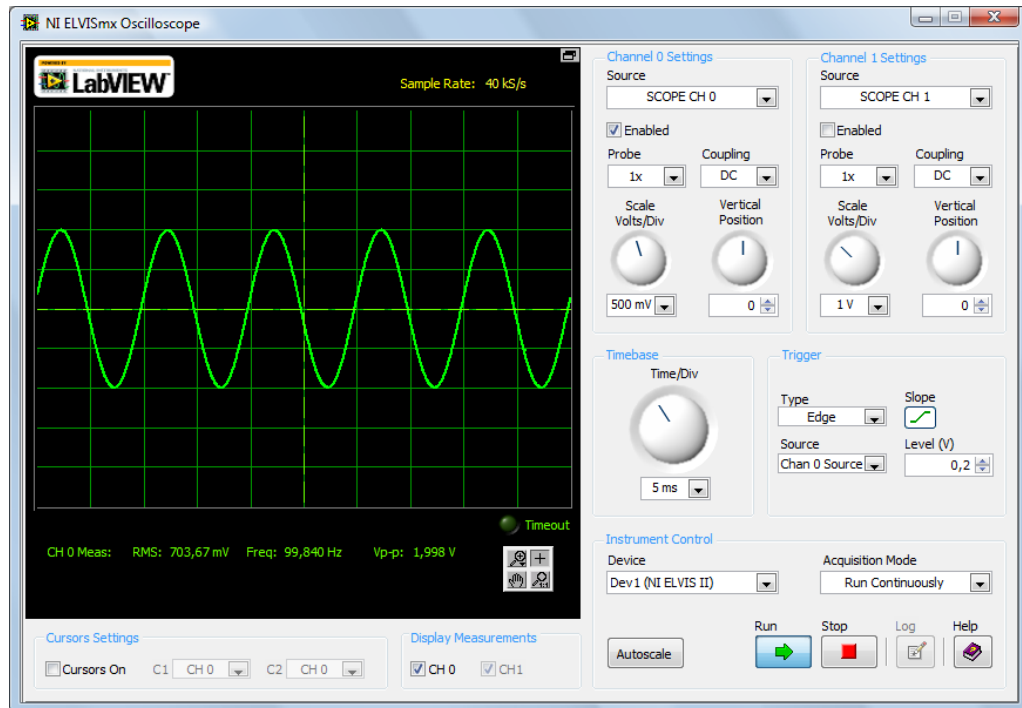 NI ELVISmx Oscilloscope
POWERED BY
NATIONAL INSTRUMENTS
LabVIEW
Sample Rate: 40 kS/s
Timeout
CH 0 Meas: RMS: 703,67 mV Freq: 99,840 Hz Vp-p: 1,998 V
Cursors Settings
Cursors On C1 CH 0 C2 CH 0
Display Measurements
CH 0 CH1
Channel 0 Settings
Source
SCOPE CH 0
Enabled
Probe Coupling
1x DC
Scale Vertical
Volts/Div Position
500 mV 0
Channel 1 Settings
Source
SCOPE CH 1
Enabled
Probe Coupling
1x DC
Scale Vertical
Volts/Div Position
1 V 0
Timebase
Time/Div
5 ms
Trigger
Type Slope
Edge
Source Level (V)
Chan 0 Source 0,2
Instrument Control
Device Acquisition Mode
Dev1 (NI ELVIS II) Run Continuously
Run Stop Log Help
Autoscale